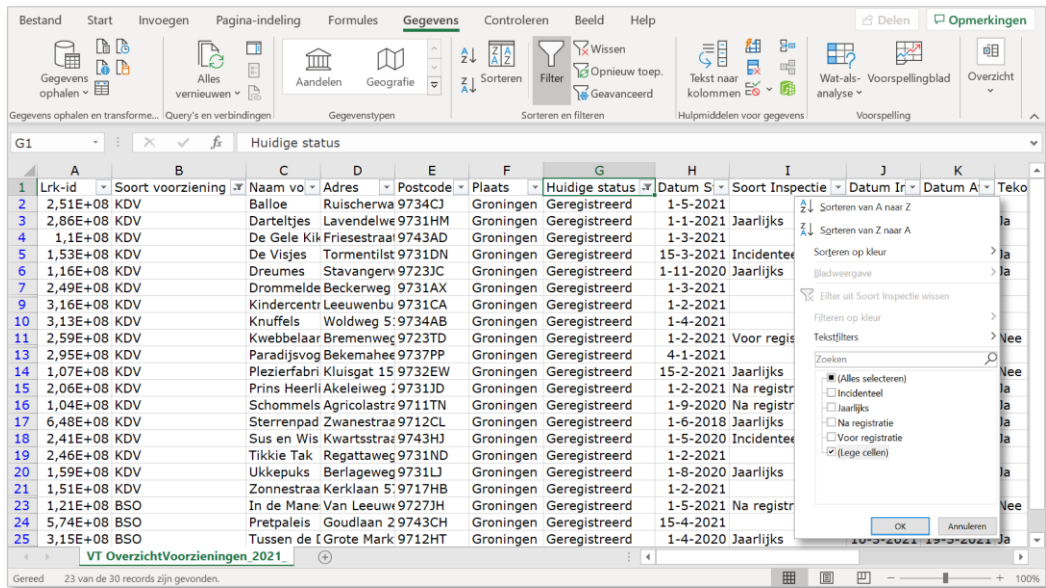 Bestand Start Invoegen Pagina-indeling Formules Gegevens Controleren Beeld Help Delen Opmerkingen
Gegevens ophalen
Alles vernieuwen
Aandelen Geografie
Sorteren
Filter
Wissen
Opnieuw toep.
Geavanceerd
Tekst naar kolommen
Wat-als-analyse
Voorspellingblad
Overzicht
Gegevens ophalen en transforme... Query's en verbindingen Gegevenstypen Sorteren en filteren Hulpmiddelen voor gegevens Voorspelling
G1 fx Huidige status
A B C D E F G H I J K
1 Lrk-id Soort voorziening Naam vo Adres Postcode Plaats Huidige status Datum S Soort Inspectie Datum Ir Datum A Teko
2 2,51E+08 KDV Balloe Ruischerwa 9734CJ Groningen Geregistreerd 1-5-2021
3 2,86E+08 KDV Darteltjes Lavendelwe 9731HM Groningen Geregistreerd 1-1-2021 Jaarlijks Ja
4 1,1E+08 KDV De Gele Kik Friesestraat 9743AD Groningen Geregistreerd 1-3-2021
5 1,53E+08 KDV De Visjes Tormentilst 9731DN Groningen Geregistreerd 15-3-2021 Incidentee Ja
6 1,16E+08 KDV Dreumes Stavangerw 9723JC Groningen Geregistreerd 1-11-2020 Jaarlijks Ja
7 2,49E+08 KDV Drommelde Beckerweg 9731AX Groningen Geregistreerd 1-3-2021
9 3,16E+08 KDV Kindercentr Leeuwenbu 9731CA Groningen Geregistreerd 1-2-2021
10 3,13E+08 KDV Knuffels Woldweg 5 9734AB Groningen Geregistreerd 1-4-2021
11 2,59E+08 KDV Kwebbelaar Bremenweg 9723TD Groningen Geregistreerd 1-2-2021 Voor regis Nee
13 2,95E+08 KDV Paradijsvog Bekemahee 9737PP Groningen Geregistreerd 4-1-2021
14 1,07E+08 KDV Plezierfabri Kluisgat 15 9732EW Groningen Geregistreerd 15-2-2021 Jaarlijks Nee
15 2,06E+08 KDV Prins Heerli Akeleiweg 9731JD Groningen Geregistreerd 1-2-2021 Na registr Ja
16 1,04E+08 KDV Schommels Agricolastra 9711TN Groningen Geregistreerd 1-9-2020 Na registr Ja
17 6,48E+08 KDV Sterrenpad Zwanestraa 9712CL Groningen Geregistreerd 1-6-2018 Jaarlijks Ja
18 2,41E+08 KDV Sus en Wis Kwartsstraa 9743HJ Groningen Geregistreerd 1-5-2020 Incidentee Ja
19 2,46E+08 KDV Tikkie Tak Regattaweg 9731ND Groningen Geregistreerd 1-2-2021
20 1,59E+08 KDV Ukkepuks Berlageweg 9731LJ Groningen Geregistreerd 1-8-2020 Jaarlijks Ja
21 1,51E+08 KDV Zonnestraa Kerklaan 5 9717HB Groningen Geregistreerd 1-2-2021
23 1,21E+08 BSO In de Mane Van Leeuwe 9727JH Groningen Geregistreerd 1-5-2021 Na registr Nee
24 5,74E+08 BSO Pretpaleis Goudlaan 2 9743CH Groningen Geregistreerd 15-4-2021
25 3,15E+08 BSO Tussen de Grote Mark 9712HT Groningen Geregistreerd 1-4-2020 Jaarlijks 10-5-2021 19-5-2021 Ja
Sorteren van A naar Z
Sorteren van Z naar A
Sorteren op kleur
Bladweergave
Filter uit Soort Inspectie wissen
Filteren op kleur
Tekstfilters
Zoeken
(Alles selecteren)
Incidenteel
Jaarlijks
Na registratie
Voor registratie
(Lege cellen)
OK Annuleren
VT OverzichtVoorzieningen_2021_
Gereed 23 van de 30 records zijn gevonden. 100%